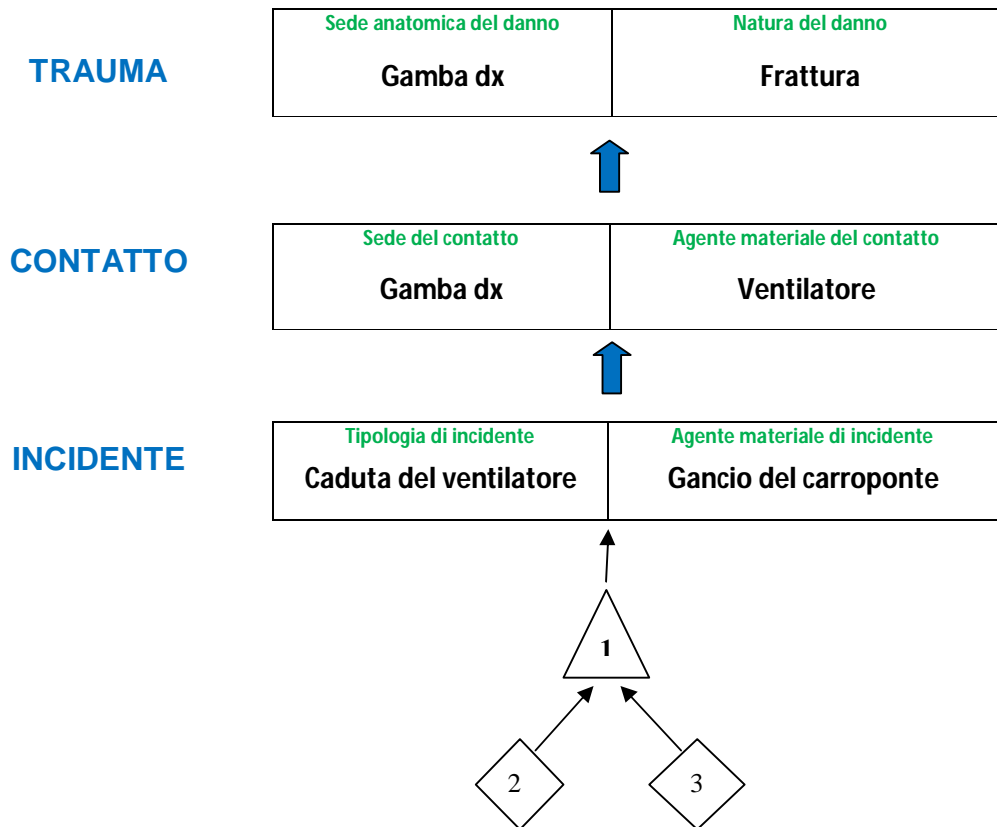 TRAUMA
Sede anatomica del danno
Natura del danno
Gamba dx
Frattura
CONTATTO
Sede del contatto
Agente materiale del contatto
Gamba dx
Ventilatore
INCIDENTE
Tipologia di incidente
Agente materiale di incidente
Caduta del ventilatore
Gancio del carroponte
1
2
3